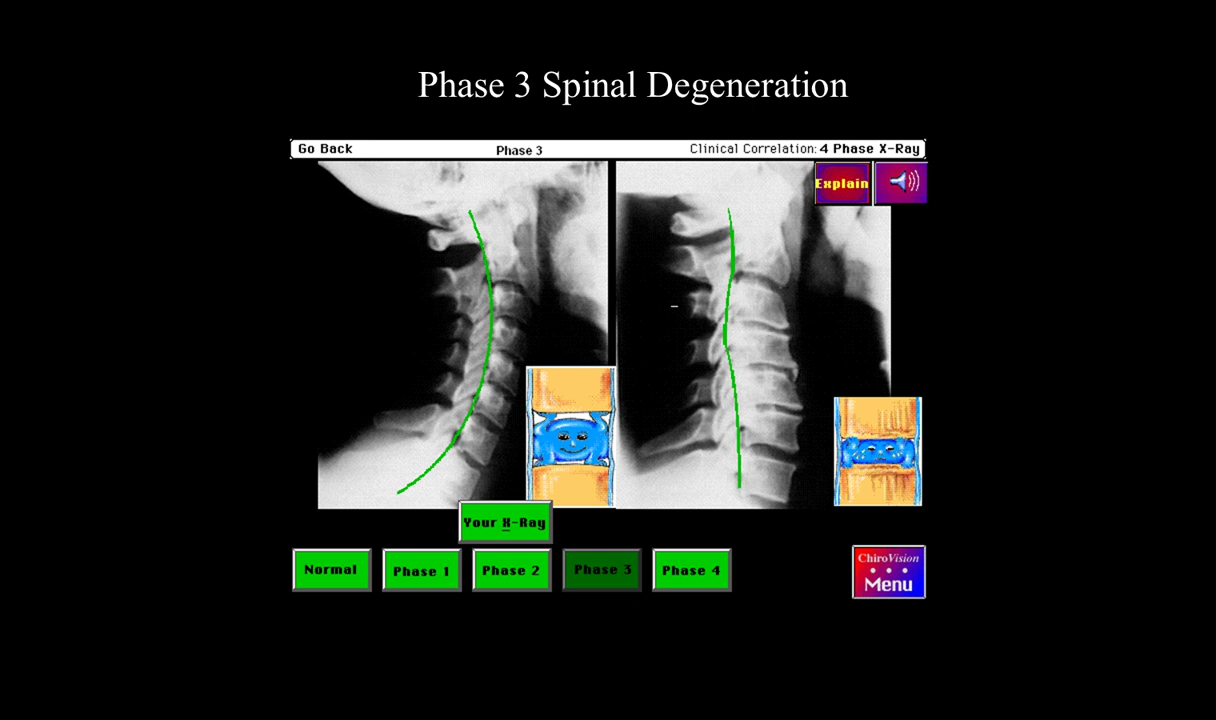 Phase 3 Spinal Degeneration
Go Back
Phase 3
Clinical Correlation: 4 Phase X-Ray
Explain
Your X-Ray
Normal
Phase 1
Phase 2
Phase 3
Phase 4
ChiroVision
Menu